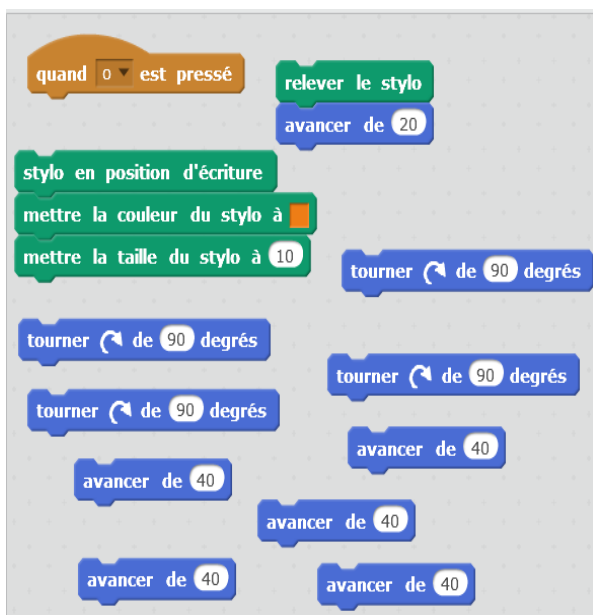 quand o est pressé
relever le stylo
avancer de 20
stylo en position d'écriture
mettre la couleur du stylo à
mettre la taille du stylo à 10
tourner de 90 degrés
tourner de 90 degrés
tourner de 90 degrés
tourner de 90 degrés
avancer de 40
avancer de 40
avancer de 40
avancer de 40
avancer de 40